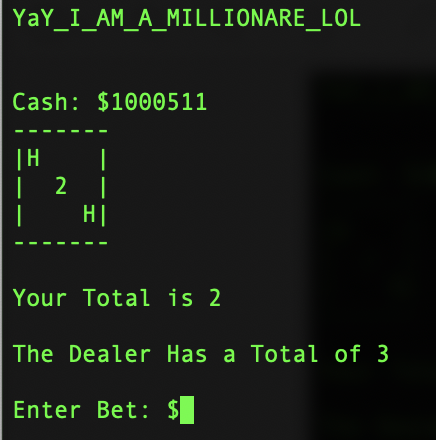 YaY_I_AM_A_MILLIONARE_LOL
Cash: $1000511
-------
|H    |
|  2  |
|    H|
-------
Your Total is 2
The Dealer Has a Total of 3
Enter Bet: $